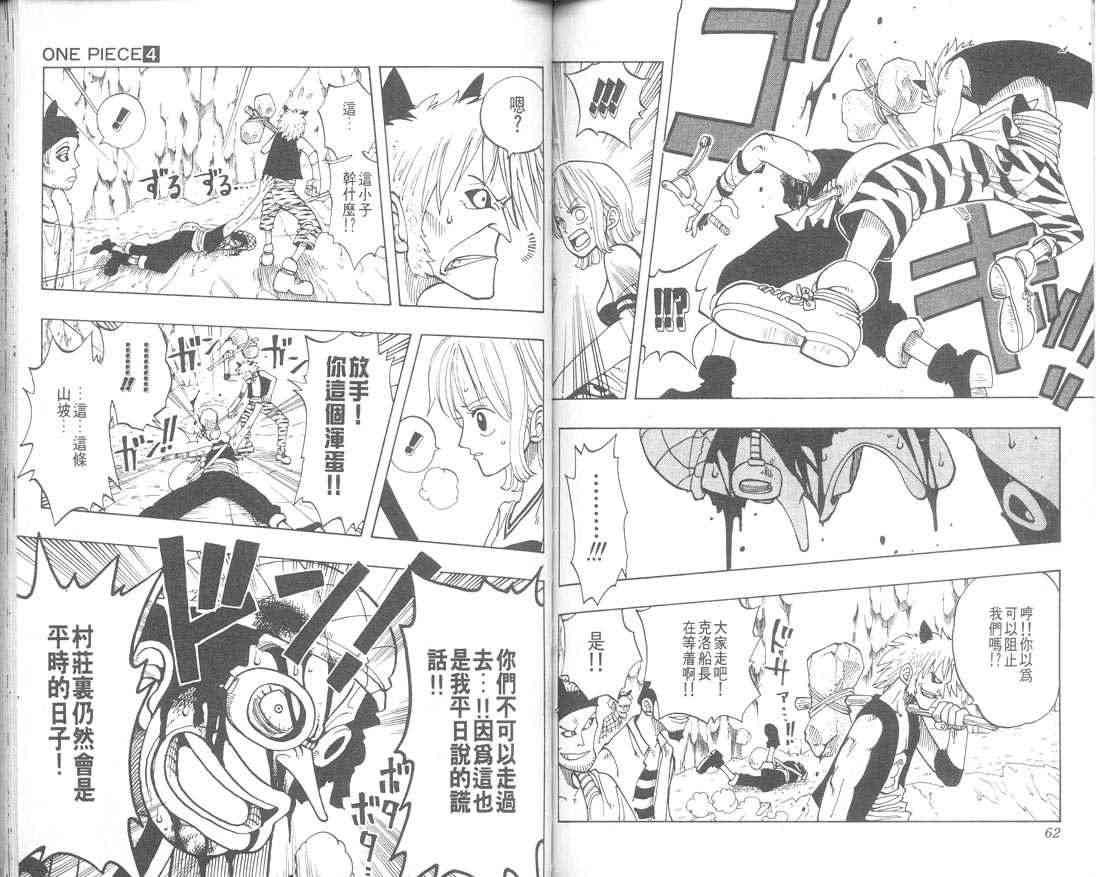 !!!
ゴ
キ
!!!?
………!!!
哼!!你以爲
可以阻止
我們嗎!?
大家走吧!
克洛船長
在等着啊!!
是!!
シナァ…!!
62
ONE PIECE 4
嗯?
這…
這小子
幹什麼!?
!!
ずる
ずる…
!!
放手!
你這個渾蛋!!
ガン
ガン
ガン!!
…………!!
…這…這條
山坡…
ドン!!
你們不可以走過
去…!!因爲這也
是我平日說的謊
話!!
ボタ
ボタ
村莊裏仍然會是
平時的日子!